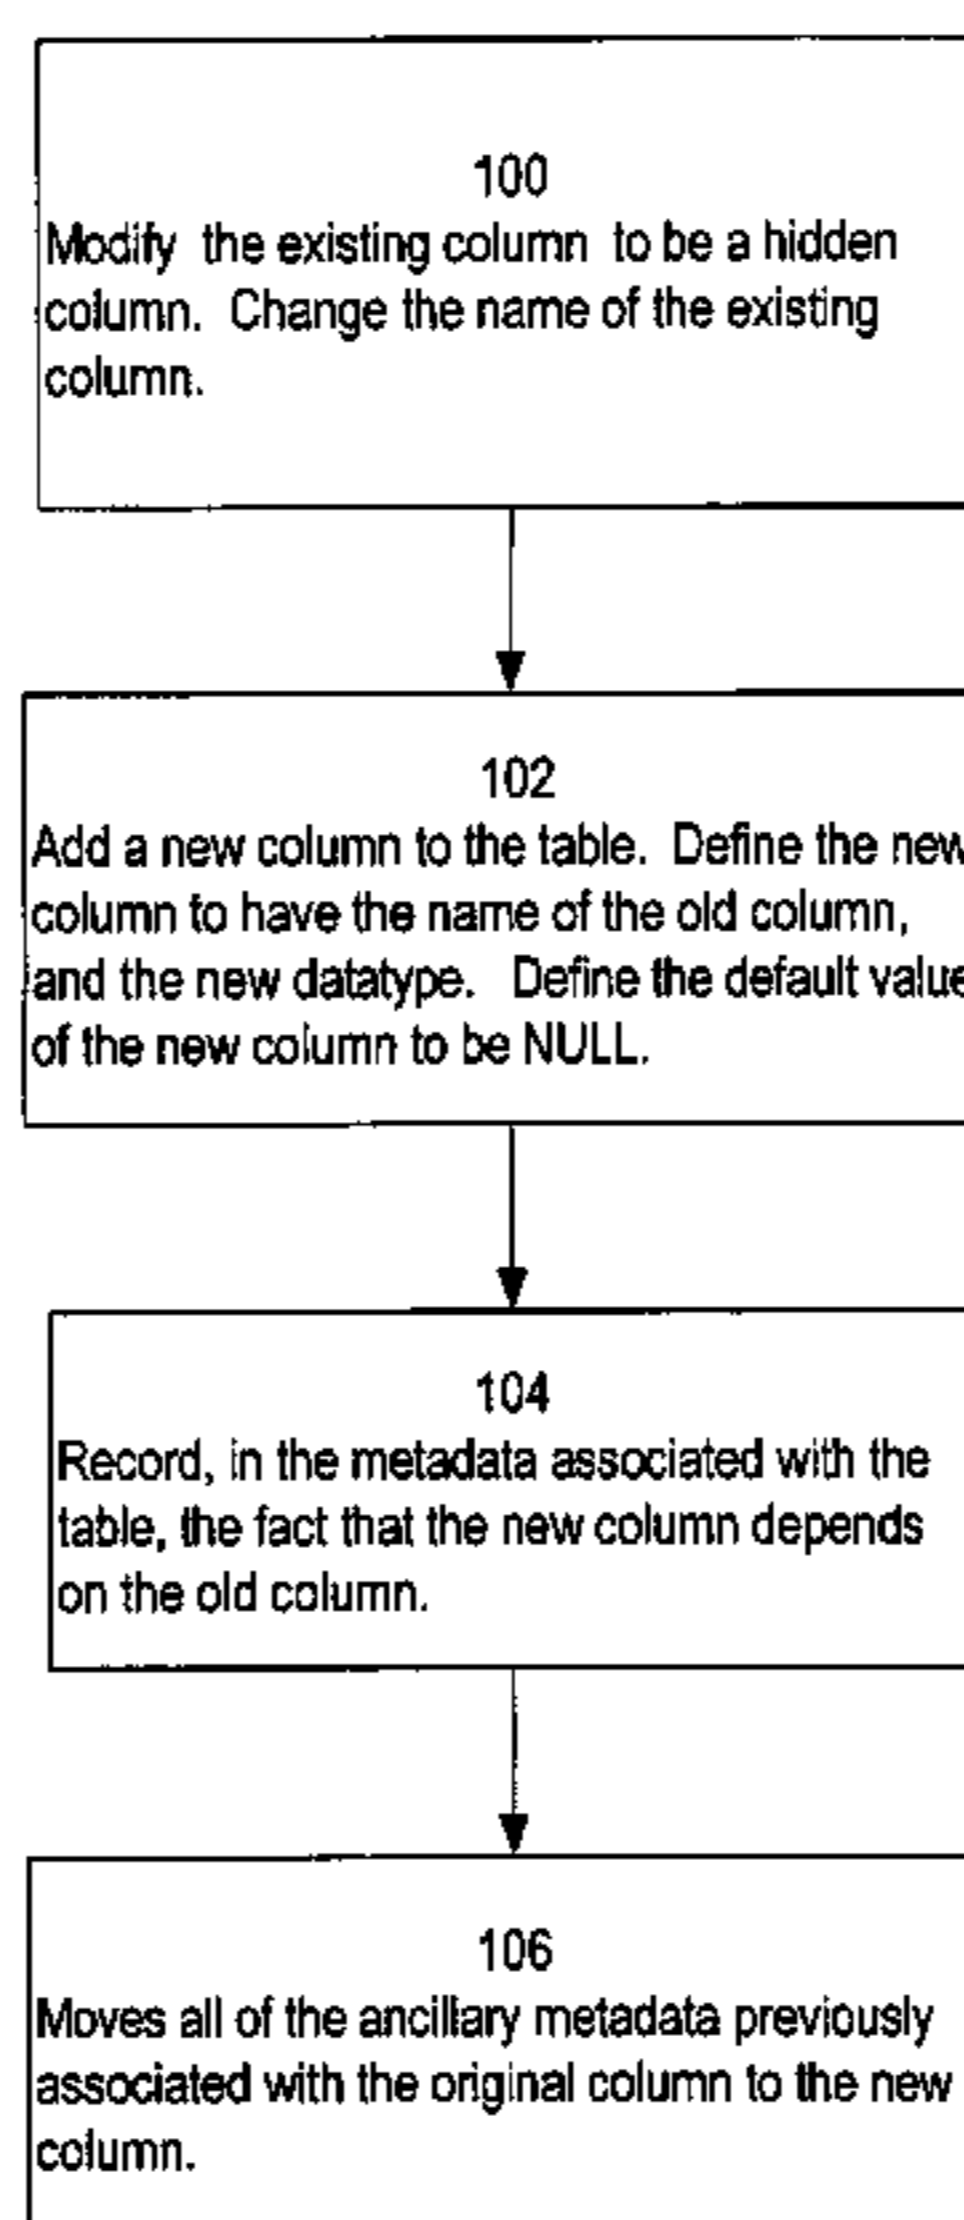 100
Modify the existing column to be a hidden
column. Change the name of the existing
column.
102
Add a new column to the table. Define the new
column to have the name of the old column,
and the new datatype. Define the default value
of the new column to be NULL.
104
Record, in the metadata associated with the
table, the fact that the new column depends
on the old column.
106
Moves all of the ancillary metadata previously
associated with the original column to the new
column.